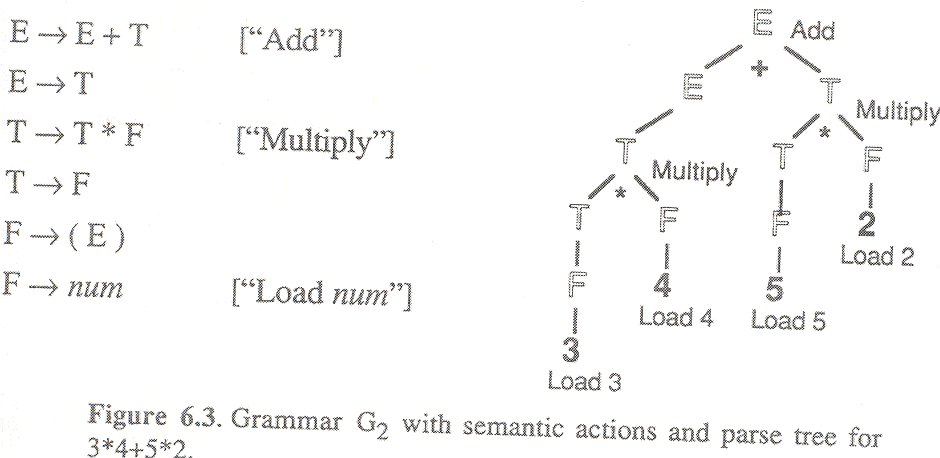 E → E + T ["Add"]
E → T
T → T * F ["Multiply"]
T → F
F → ( E )
F → num ["Load num"]
E Add
+
E T Multiply
T Multiply T * F
* 
T F F 2
Load 2
F 4 5
Load 4 Load 5
3
Load 3
Figure 6.3. Grammar G₂ with semantic actions and parse tree for
3*4+5*2.